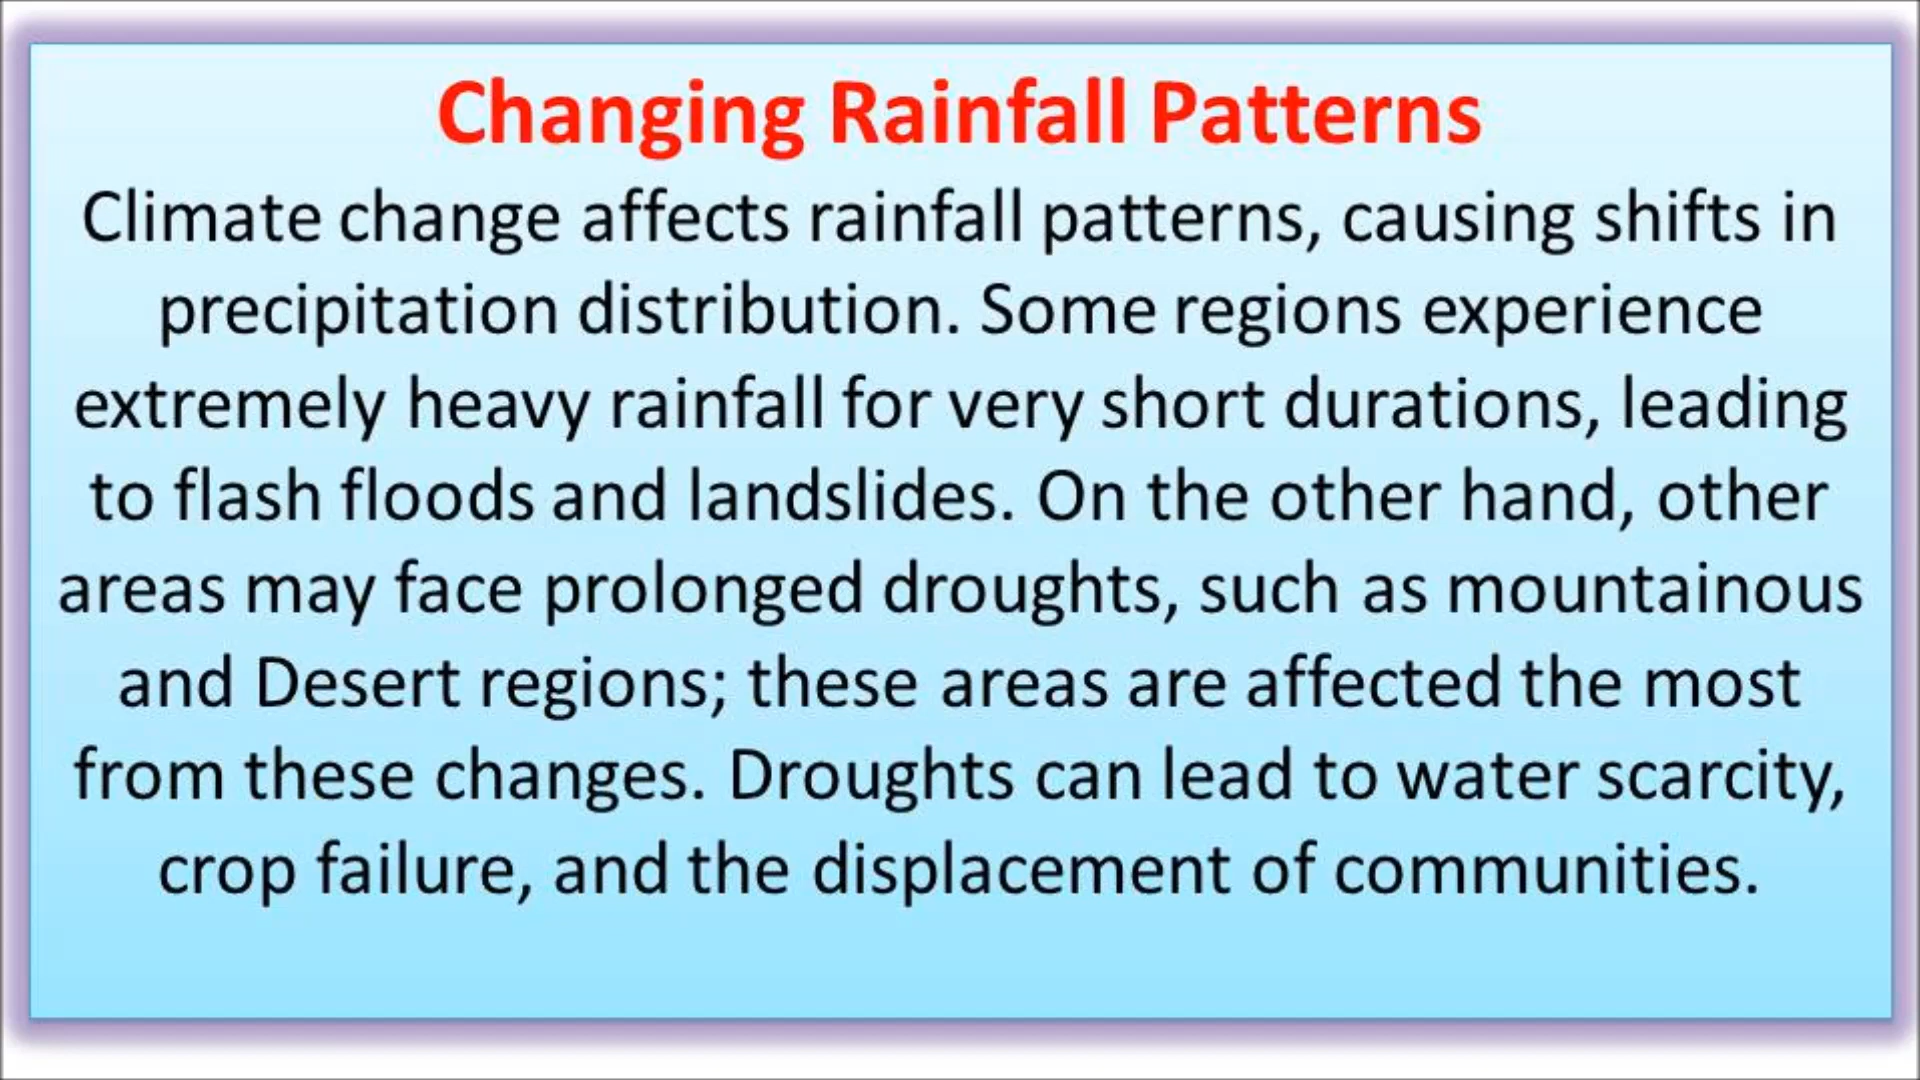 Changing Rainfall Patterns
Climate change affects rainfall patterns, causing shifts in
precipitation distribution. Some regions experience
extremely heavy rainfall for very short durations, leading
to flash floods and landslides. On the other hand, other
areas may face prolonged droughts, such as mountainous
and Desert regions; these areas are affected the most
from these changes. Droughts can lead to water scarcity,
crop failure, and the displacement of communities.